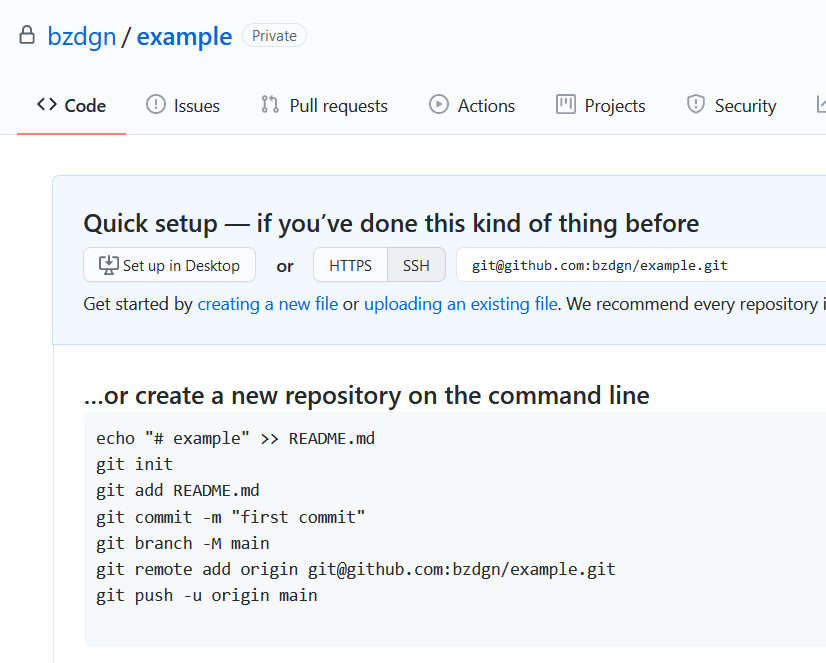 bzdgn / example Private
Code Issues Pull requests Actions Projects Security
Quick setup — if you’ve done this kind of thing before
Set up in Desktop or HTTPS SSH git@github.com:bzdgn/example.git
Get started by creating a new file or uploading an existing file. We recommend every repository i
...or create a new repository on the command line
echo "# example" >> README.md
git init
git add README.md
git commit -m "first commit"
git branch -M main
git remote add origin git@github.com:bzdgn/example.git
git push -u origin main